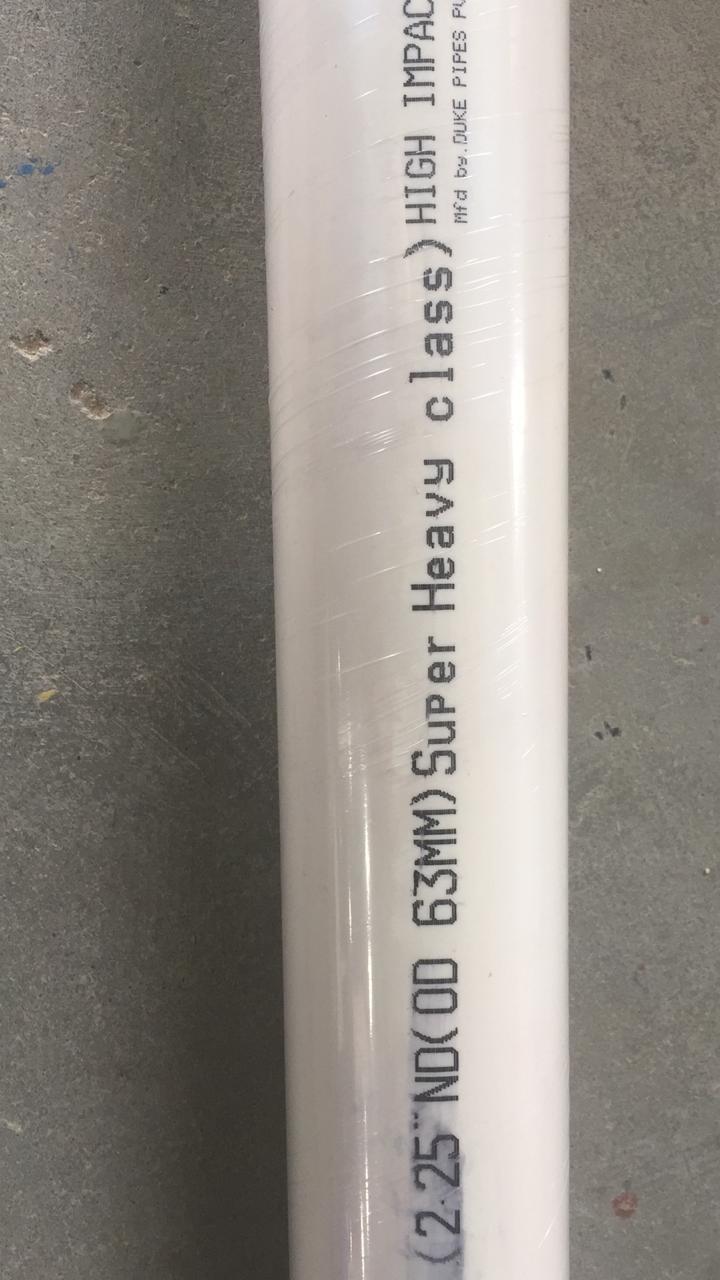 (2.25" ND(OD 63MM)Super Heavy class)HIGH IMPAC
Mfd by.DUKE PIPES